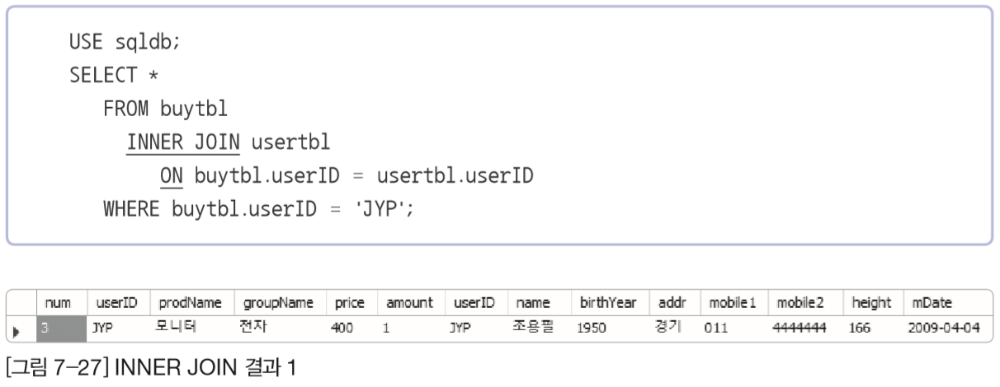 USE sqldb;
SELECT *
FROM buytbl
INNER JOIN usertbl
ON buytbl.userID = usertbl.userID
WHERE buytbl.userID = 'JYP';
num userID prodName groupName price amount userID name birthYear addr mobile1 mobile2 height mDate
3 JYP 모니터 전자 400 1 JYP 조용필 1950 경기 011 4444444 166 2009-04-04
[그림 7-27] INNER JOIN 결과 1